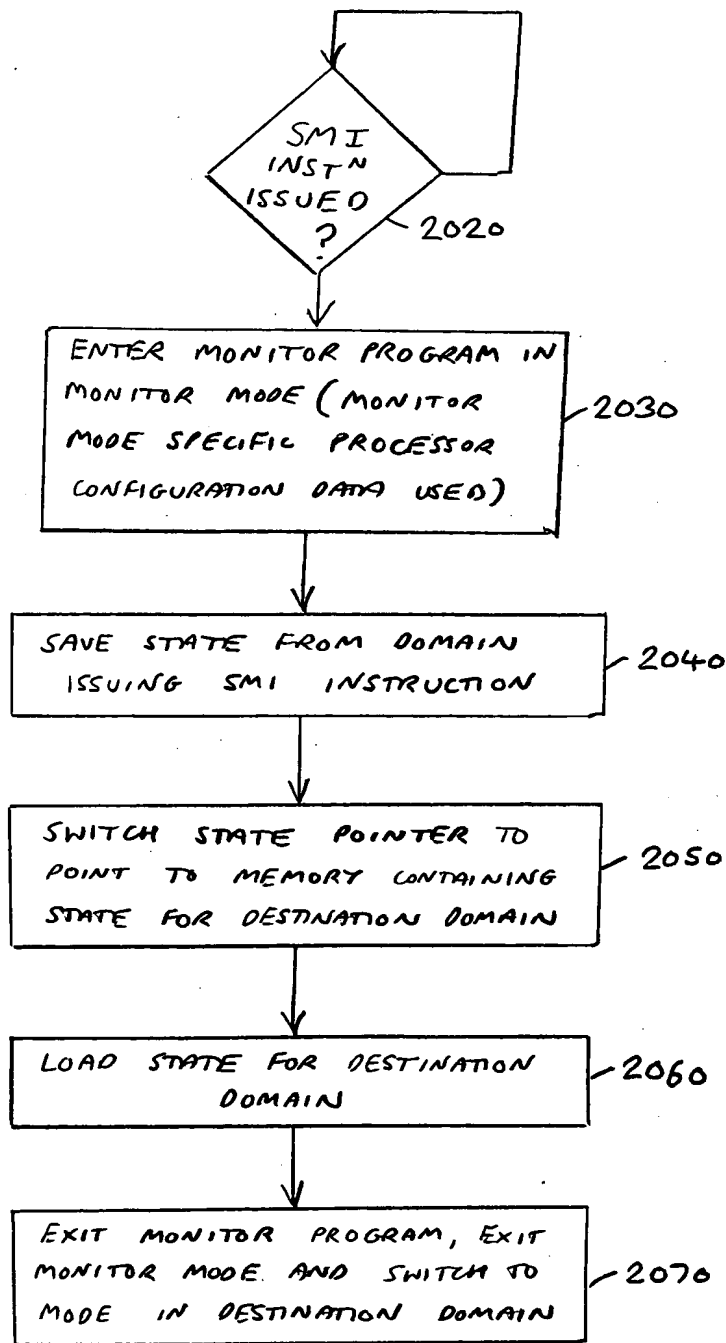 SMI
INSTN
ISSUED
?
2020
ENTER MONITOR PROGRAM IN
MONITOR MODE (MONITOR
MODE SPECIFIC PROCESSOR
CONFIGURATION DATA USED)
2030
SAVE STATE FROM DOMAIN
ISSUING SMI INSTRUCTION
2040
SWITCH STATE POINTER TO
POINT TO MEMORY CONTAINING
STATE FOR DESTINATION DOMAIN
2050
LOAD STATE FOR DESTINATION
DOMAIN
2060
EXIT MONITOR PROGRAM, EXIT
MONITOR MODE AND SWITCH TO
MODE IN DESTINATION DOMAIN
2070